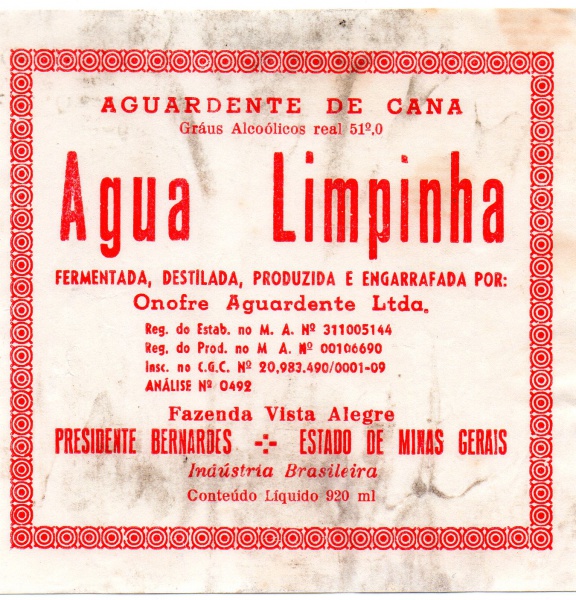 AGUARDENTE DE CANA
Gráus Alcoólicos real 51º,0
Agua Limpinha
FERMENTADA, DESTILADA, PRODUZIDA E ENGARRAFADA POR:
Onofre Aguardente Ltda.
Reg. do Estab. no M. A. Nº 311005144
Reg. do Prod. no M A. Nº 00106690
Insc. no C.G.C. Nº 20,983.490/0001-09
ANÁLISE Nº 0492
Fazenda Vista Alegre
PRESIDENTE BERNARDES -:- ESTADO DE MINAS GERAIS
Indústria Brasileira
Conteúdo Líquido 920 ml